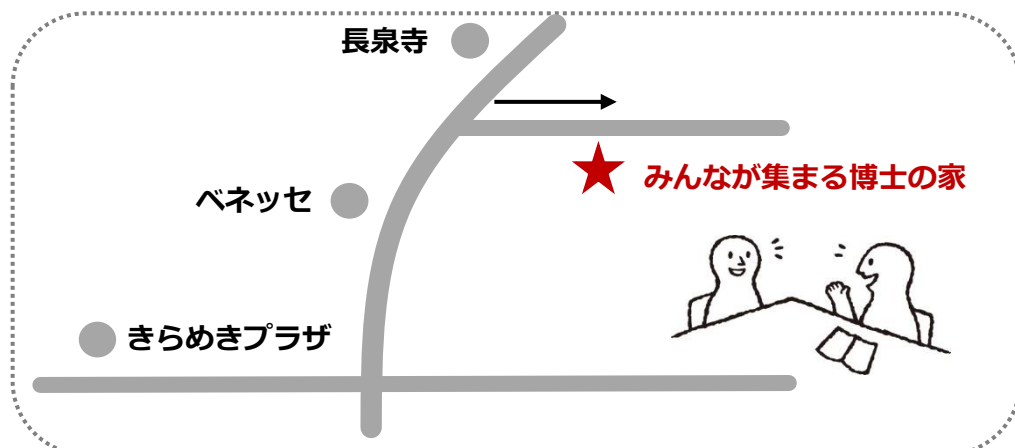 長泉寺
ベネッセ
みんなが集まる博士の家
きらめきプラザ